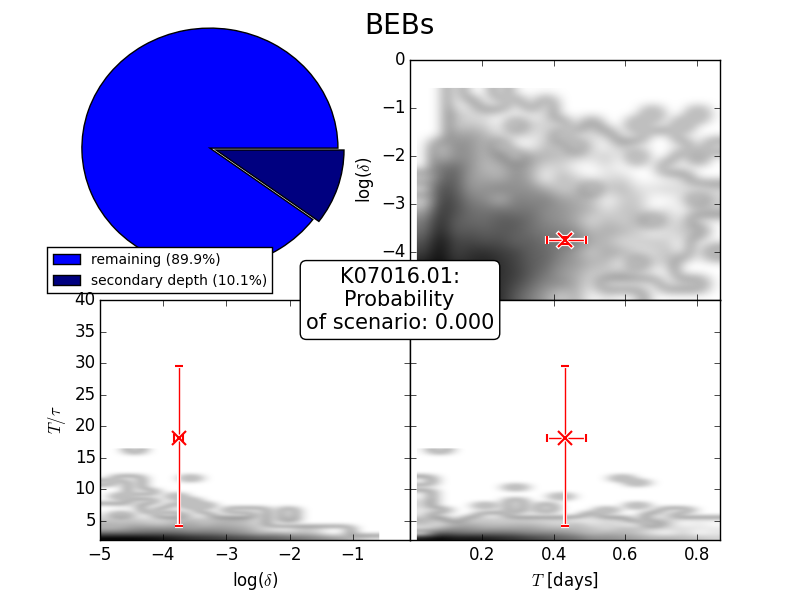 BEBs
remaining (89.9%)
secondary depth (10.1%)
0
−1
−2
−3
−4
log(δ)
K07016.01:
Probability
of scenario: 0.000
40
35
30
25
20
15
10
5
T/τ
−5 −4 −3 −2 −1
log(δ)
0.2 0.4 0.6 0.8
T [days]